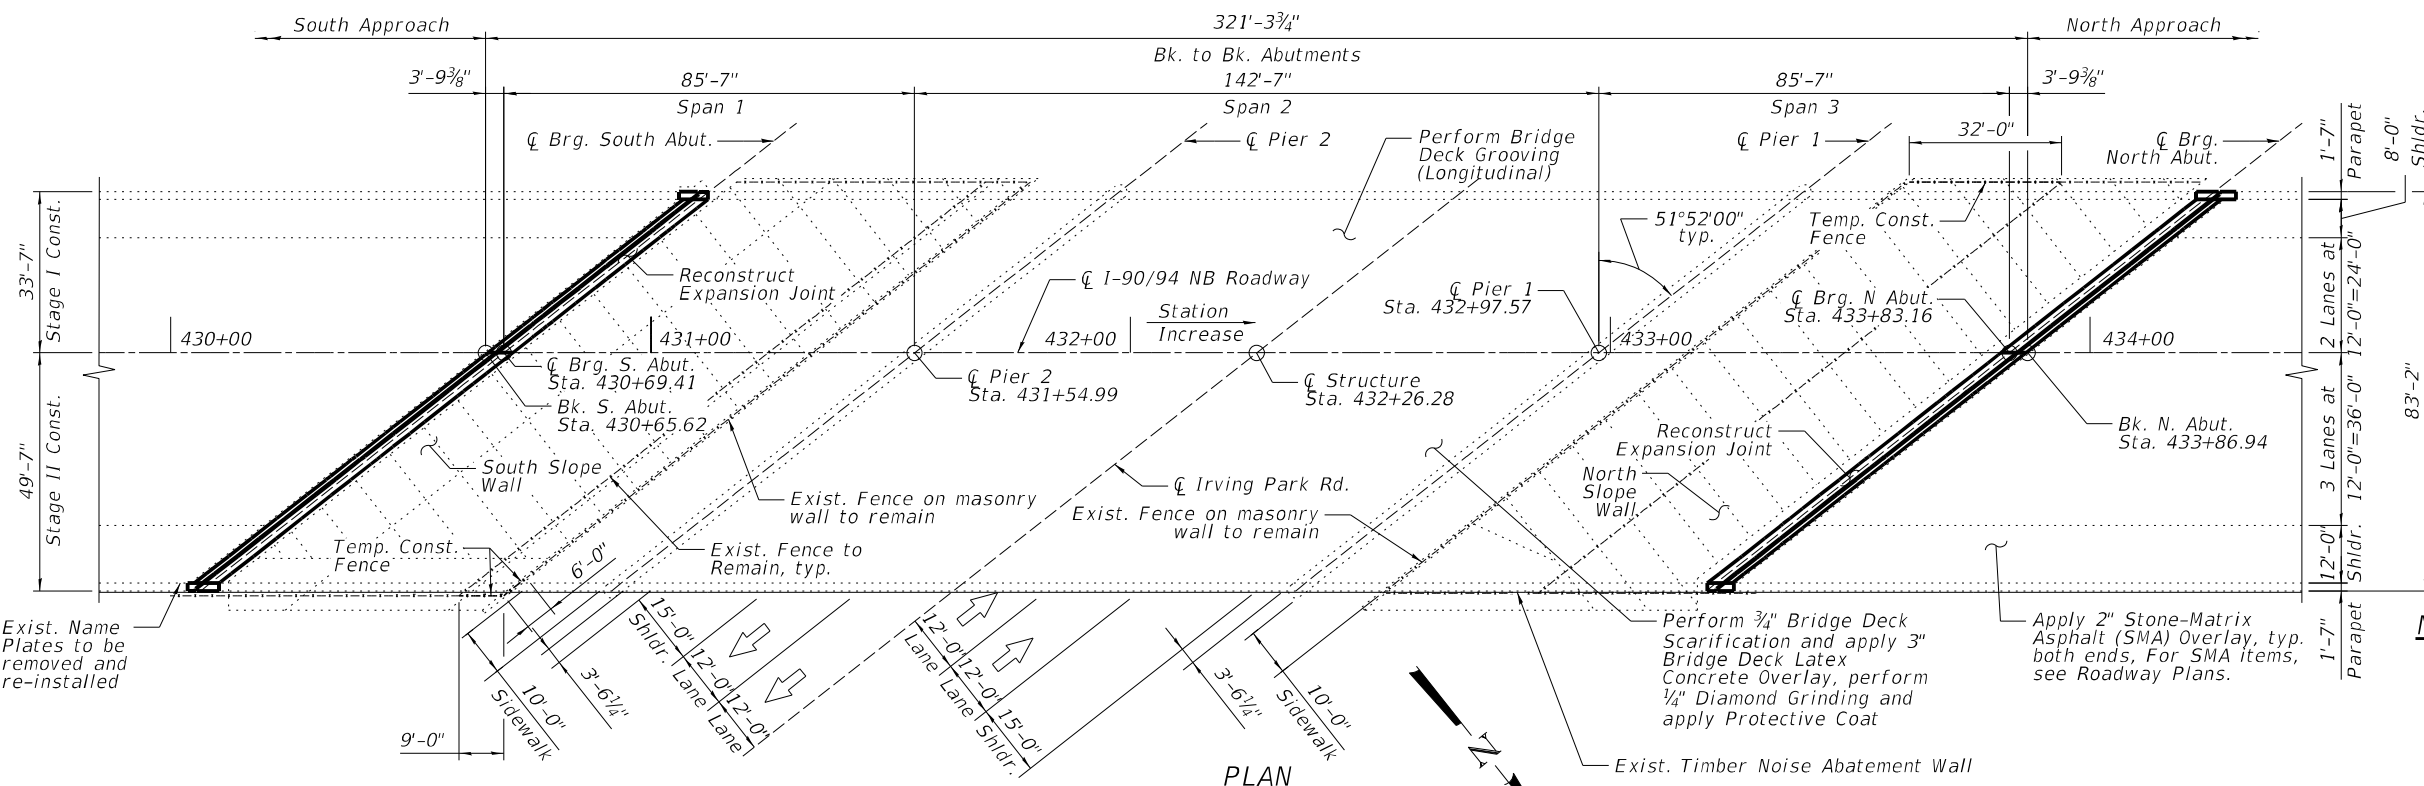 South Approach
321'-3¾"
North Approach
Bk. to Bk. Abutments
3'-9⅜"
85'-7"
142'-7"
85'-7"
3'-9⅜"
Span 1
Span 2
Span 3
℄ Brg. South Abut.
℄ Pier 2
Perform Bridge
Deck Grooving
(Longitudinal)
℄ Pier 1
32'-0"
℄ Brg.
North Abut.
1'-7"
Parapet
8'-0"
Shldr.
33'-7"
Stage I Const.
Reconstruct
Expansion Joint
℄ I-90/94 NB Roadway
51°52'00"
typ.
Temp. Const.
Fence
2 Lanes at
12'-0"=24'-0"
℄ Pier 1
Sta. 432+97.57
℄ Brg. N Abut.
Sta. 433+83.16
Station
Increase
430+00
431+00
432+00
433+00
434+00
℄ Brg. S. Abut.
Sta. 430+69.41
℄ Pier 2
Sta. 431+54.99
℄ Structure
Sta. 432+26.28
Bk. S. Abut.
Sta. 430+65.62
Bk. N. Abut.
Sta. 433+86.94
83'-2"
3 Lanes at
12'-0"=36'-0"
49'-7"
Stage II Const.
South Slope
Wall
Exist. Fence on masonry
wall to remain
℄ Irving Park Rd.
Exist. Fence on masonry
wall to remain
Reconstruct
Expansion Joint
North
Slope
Wall
Temp. Const.
Fence
6'-0"
Exist. Fence to
Remain, typ.
12'-0"
Shldr.
Exist. Name
Plates to be
removed and
re-installed
15'-0"
Shldr.
12'-0"
Lane
12'-0"
Lane
12'-0"
Lane
12'-0"
Lane
15'-0"
Shldr.
3'-6¼"
10'-0"
Sidewalk
9'-0"
3'-6¼"
10'-0"
Sidewalk
Perform ¾" Bridge Deck
Scarification and apply 3"
Bridge Deck Latex
Concrete Overlay, perform
¼" Diamond Grinding and
apply Protective Coat
Apply 2" Stone-Matrix
Asphalt (SMA) Overlay, typ.
both ends, For SMA items,
see Roadway Plans.
1'-7"
Parapet
N
Exist. Timber Noise Abatement Wall
PLAN